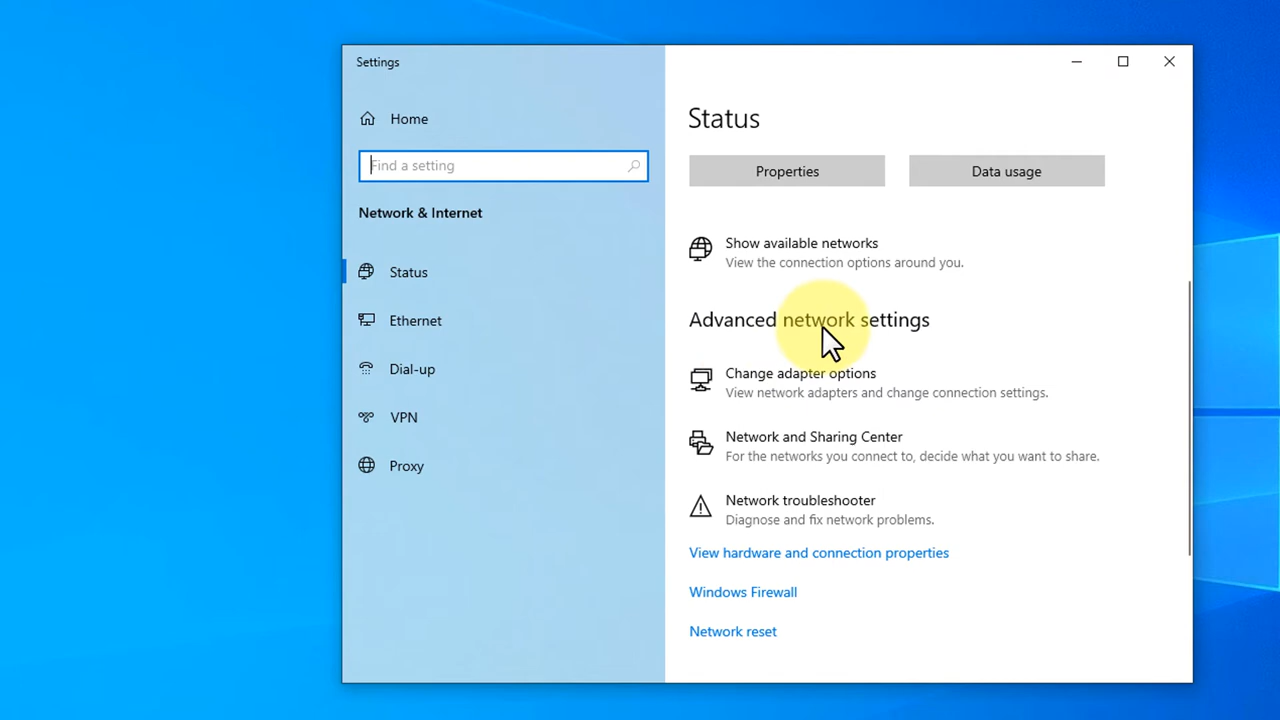 Settings
Home
Find a setting
Network & Internet
Status
Ethernet
Dial-up
VPN
Proxy
Status
Properties
Data usage
Show available networks
View the connection options around you.
Advanced network settings
Change adapter options
View network adapters and change connection settings.
Network and Sharing Center
For the networks you connect to, decide what you want to share.
Network troubleshooter
Diagnose and fix network problems.
View hardware and connection properties
Windows Firewall
Network reset